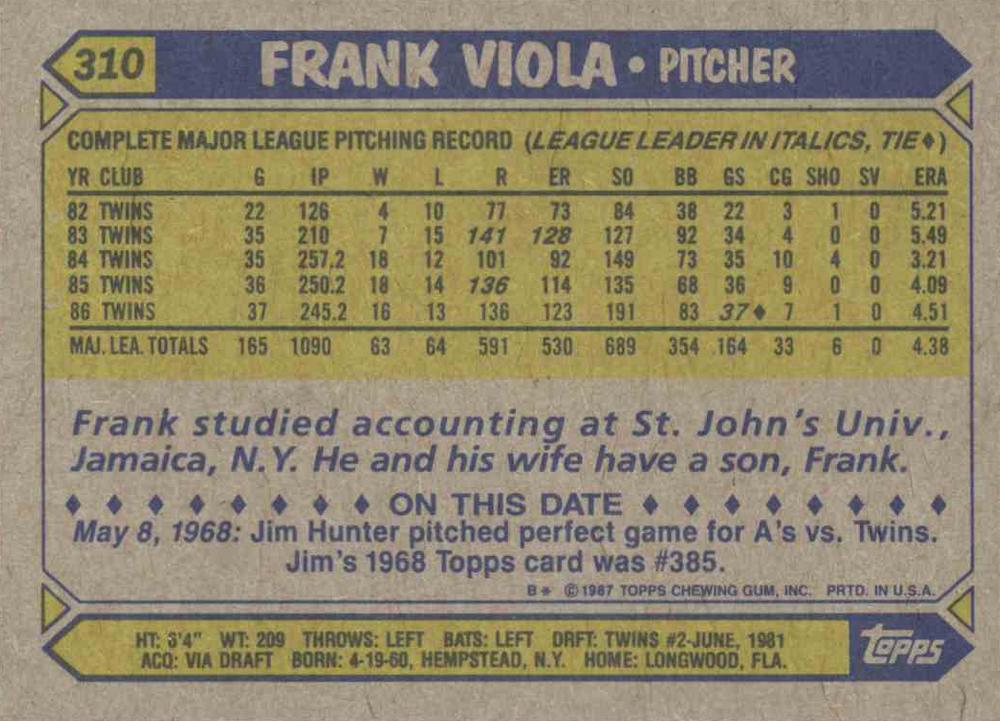 310 FRANK VIOLA • PITCHER
COMPLETE MAJOR LEAGUE PITCHING RECORD (LEAGUE LEADER IN ITALICS, TIE♦)
YR CLUB G IP W L R ER SO BB GS CG SHO SV ERA
82 TWINS 22 126 4 10 77 73 84 38 22 3 1 0 5.21
83 TWINS 35 210 7 15 141 128 127 92 34 4 0 0 5.49
84 TWINS 35 257.2 18 12 101 92 149 73 35 10 4 0 3.21
85 TWINS 36 250.2 18 14 136 114 135 68 36 9 0 0 4.09
86 TWINS 37 245.2 16 13 136 123 191 83 37♦ 7 1 0 4.51
MAJ. LEA. TOTALS 165 1090 63 64 591 530 689 354 164 33 6 0 4.38
Frank studied accounting at St. John's Univ.,
Jamaica, N.Y. He and his wife have a son, Frank.
♦ ♦ ♦ ♦ ♦ ♦ ♦ ♦ ON THIS DATE ♦ ♦ ♦ ♦ ♦ ♦ ♦ ♦
May 8, 1968: Jim Hunter pitched perfect game for A's vs. Twins.
Jim's 1968 Topps card was #385.
B* © 1987 TOPPS CHEWING GUM, INC. PRTD. IN U.S.A.
HT: 6'4" WT: 209 THROWS: LEFT BATS: LEFT DRFT: TWINS #2-JUNE, 1981
ACQ: VIA DRAFT BORN: 4-19-60, HEMPSTEAD, N.Y. HOME: LONGWOOD, FLA.
topps